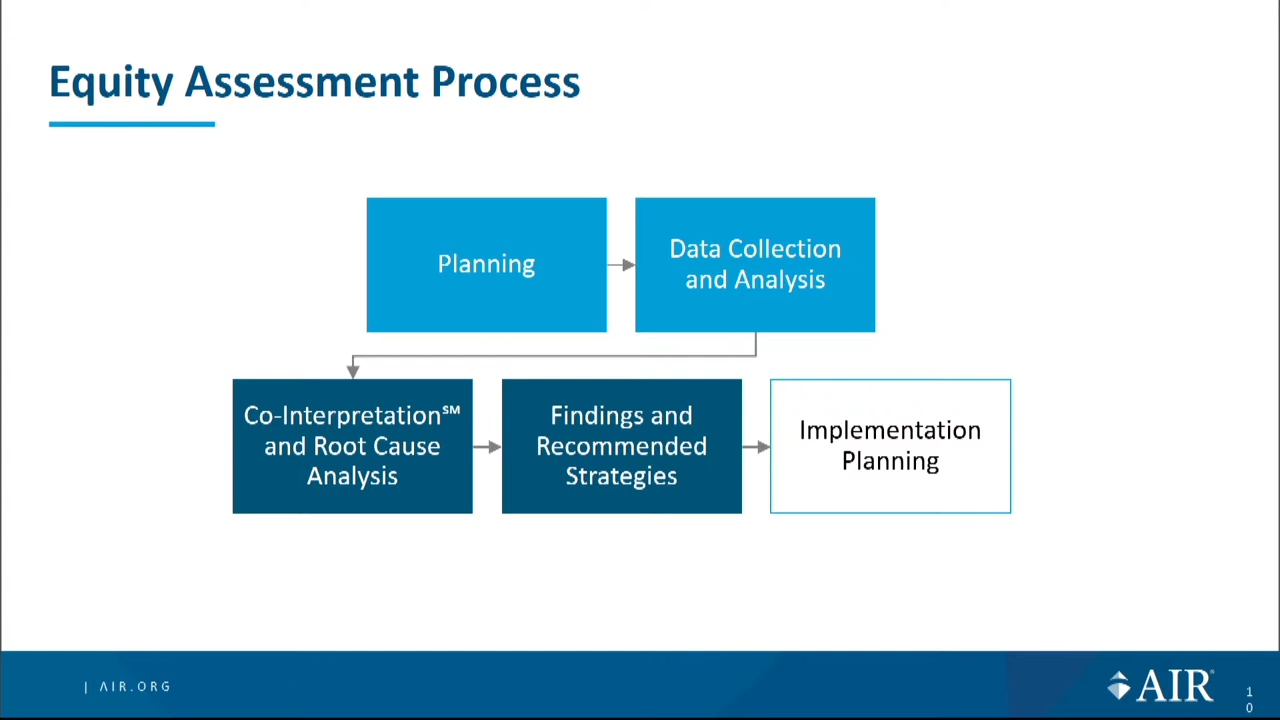 Equity Assessment Process
Planning
Data Collection
and Analysis
Co-Interpretation℠
and Root Cause
Analysis
Findings and
Recommended
Strategies
Implementation
Planning
| AIR.ORG
AIR®
1
0